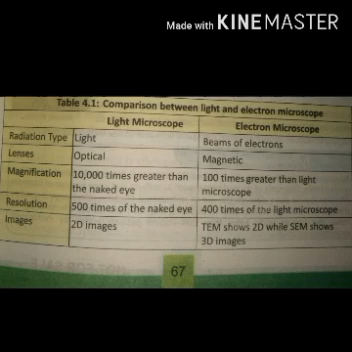 Made with KINEMASTER
Table 4.1: Comparison between light and electron microscope
Light Microscope Electron Microscope
Radiation Type Light Beams of electrons
Lenses Optical Magnetic
Magnification 10,000 times greater than 100 times greater than light
the naked eye microscope
Resolution 500 times of the naked eye 400 times of the light microscope
Images 2D images TEM shows 2D while SEM shows
3D images
67